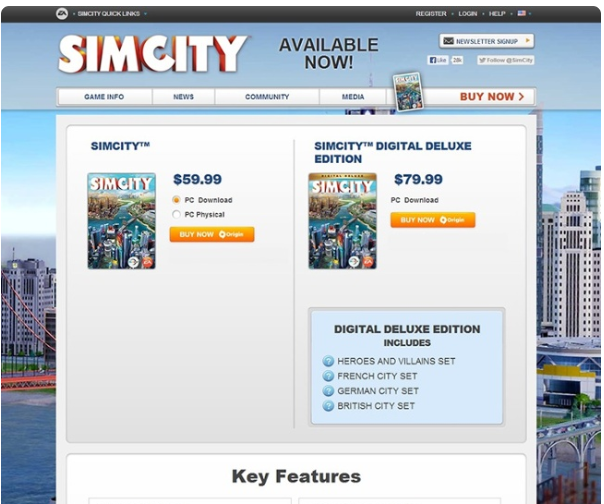 EA SIMCITY QUICK LINKS REGISTER LOGIN HELP
SIMCITY
AVAILABLE
NOW!
NEWSLETTER SIGNUP
Like 28k Follow @SimCity
GAME INFO NEWS COMMUNITY MEDIA BUY NOW >
SIMCITY™
$59.99
PC Download
PC Physical
BUY NOW Origin
SIMCITY
SIMCITY™ DIGITAL DELUXE
EDITION
$79.99
PC Download
BUY NOW Origin
DIGITAL DELUXE
SIMCITY
DIGITAL DELUXE EDITION
INCLUDES
? HEROES AND VILLAINS SET
? FRENCH CITY SET
? GERMAN CITY SET
? BRITISH CITY SET
Key Features